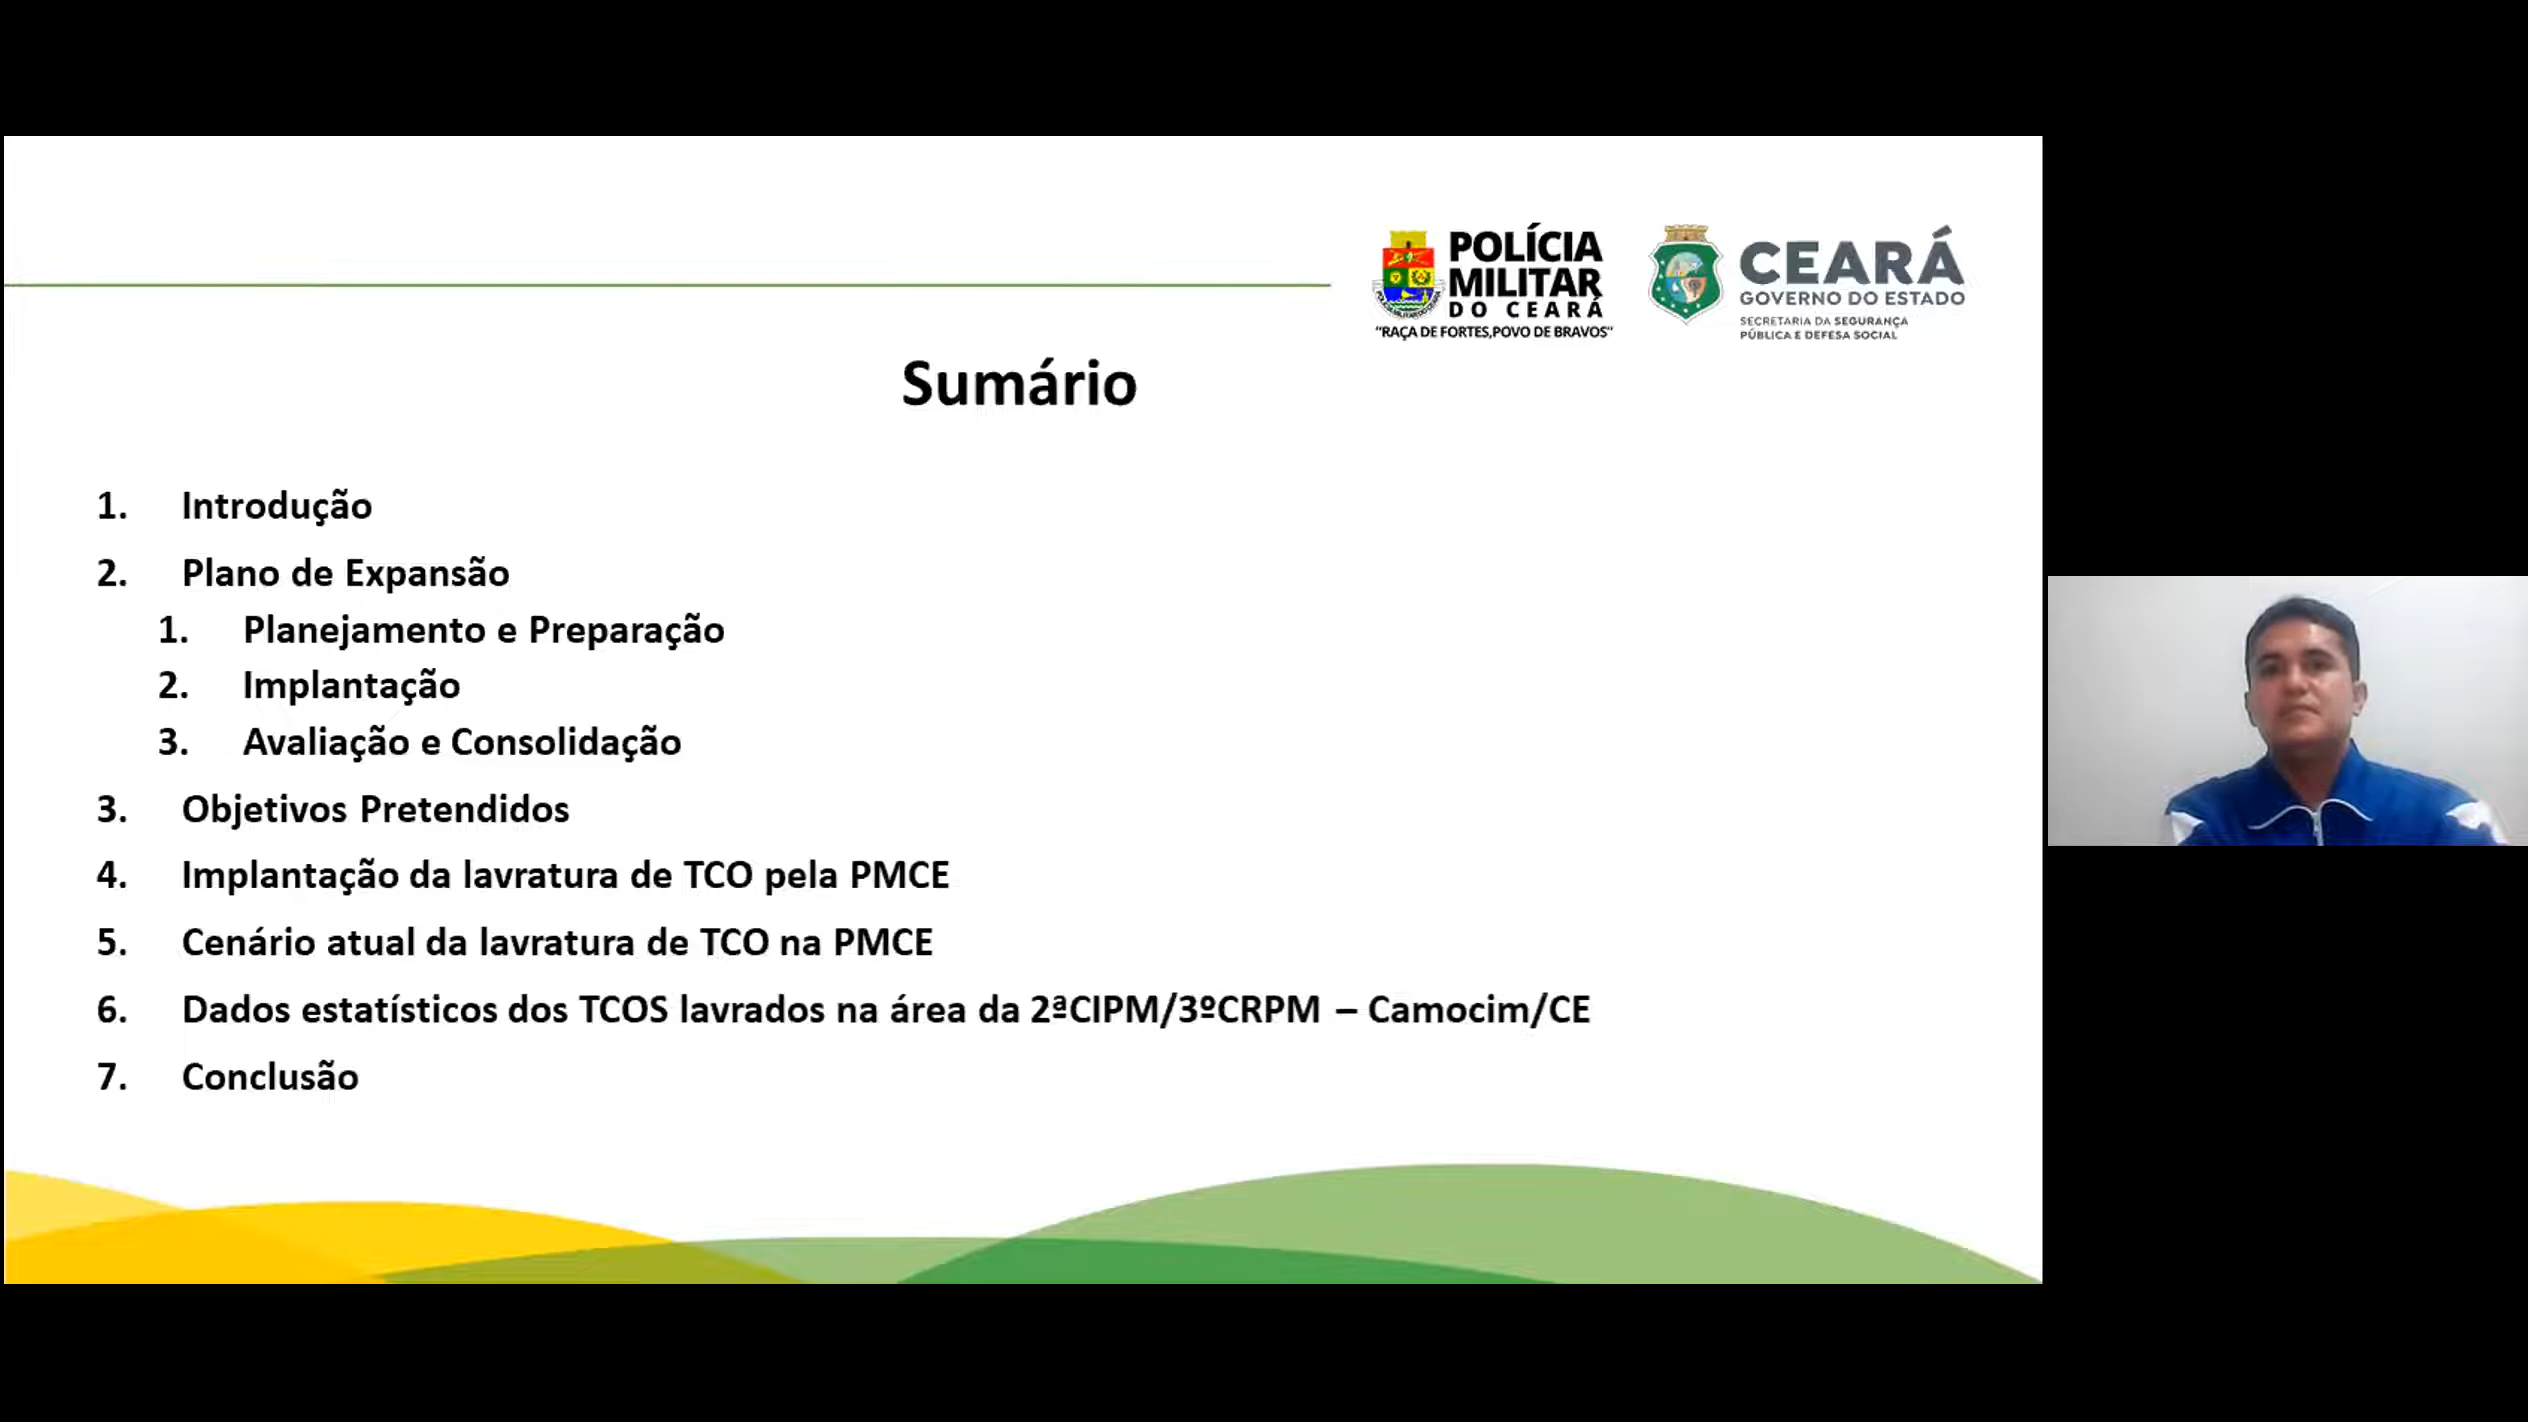 POLÍCIA
MILITAR
DO CEARÁ
"RAÇA DE FORTES,POVO DE BRAVOS"
CEARÁ
GOVERNO DO ESTADO
SECRETARIA DA SEGURANÇA
PÚBLICA E DEFESA SOCIAL
Sumário
1. Introdução
2. Plano de Expansão
1. Planejamento e Preparação
2. Implantação
3. Avaliação e Consolidação
3. Objetivos Pretendidos
4. Implantação da lavratura de TCO pela PMCE
5. Cenário atual da lavratura de TCO na PMCE
6. Dados estatísticos dos TCOS lavrados na área da 2ªCIPM/3ºCRPM – Camocim/CE
7. Conclusão